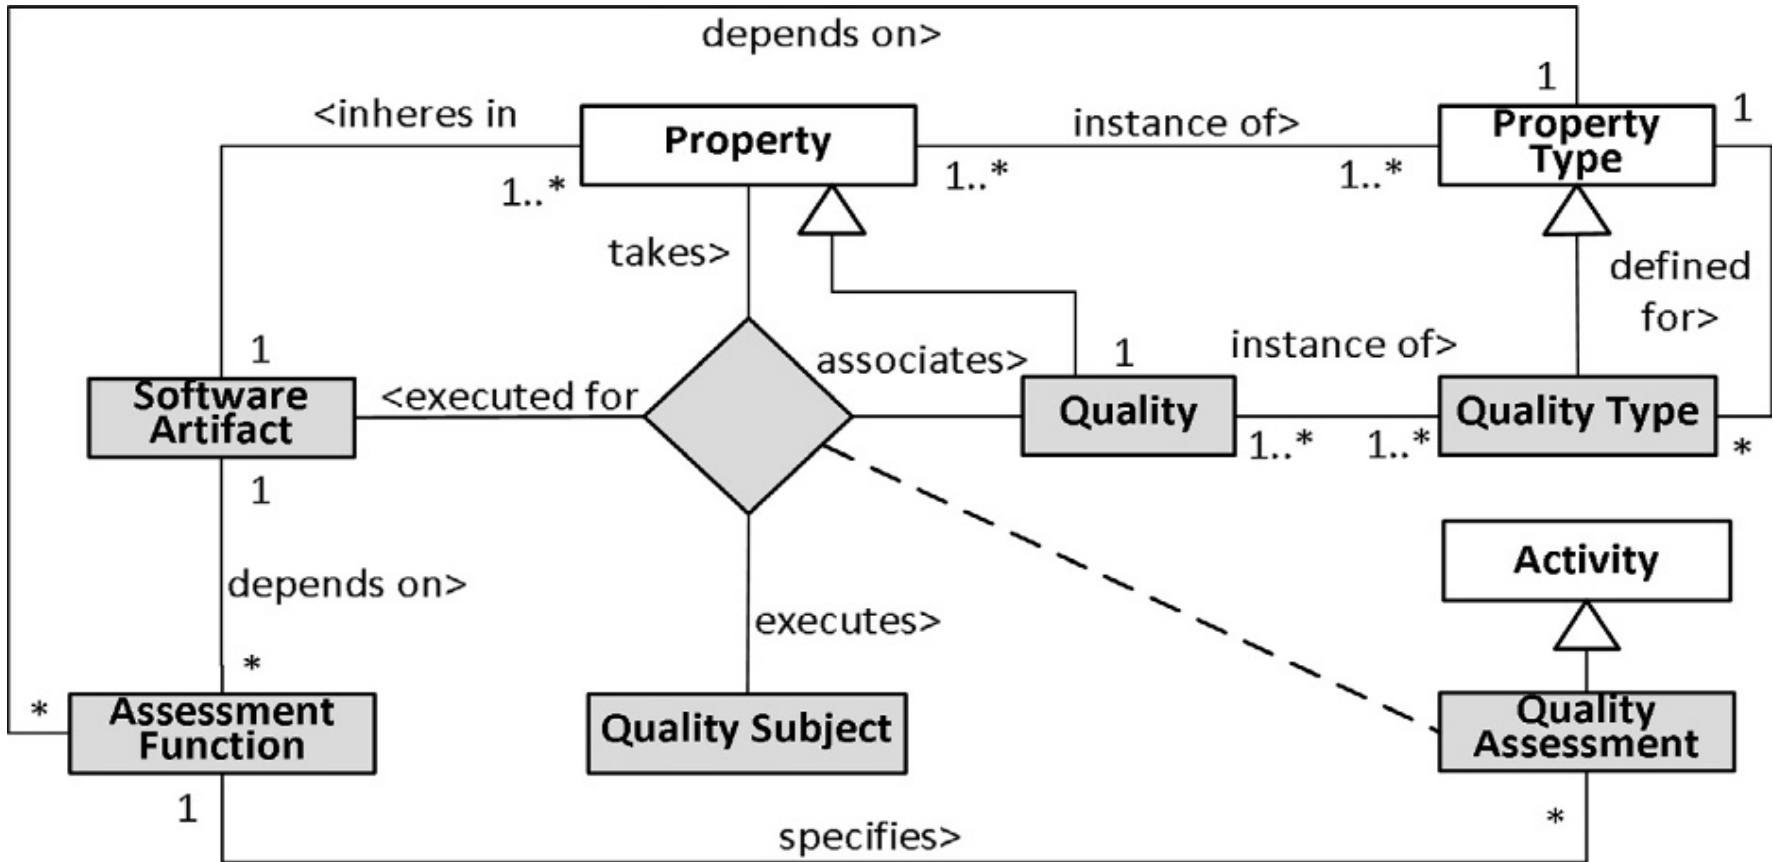 depends on>
1
<inheres in
Property
instance of>
Property
Type
1
1..*
1..*
1..*
takes>
defined
for>
1
associates>
1
instance of>
Software
Artifact
<executed for
Quality
Quality Type
1..*
1..*
*
1
Activity
depends on>
executes>
*
*
Assessment
Function
Quality Subject
Quality
Assessment
1
specifies>
*